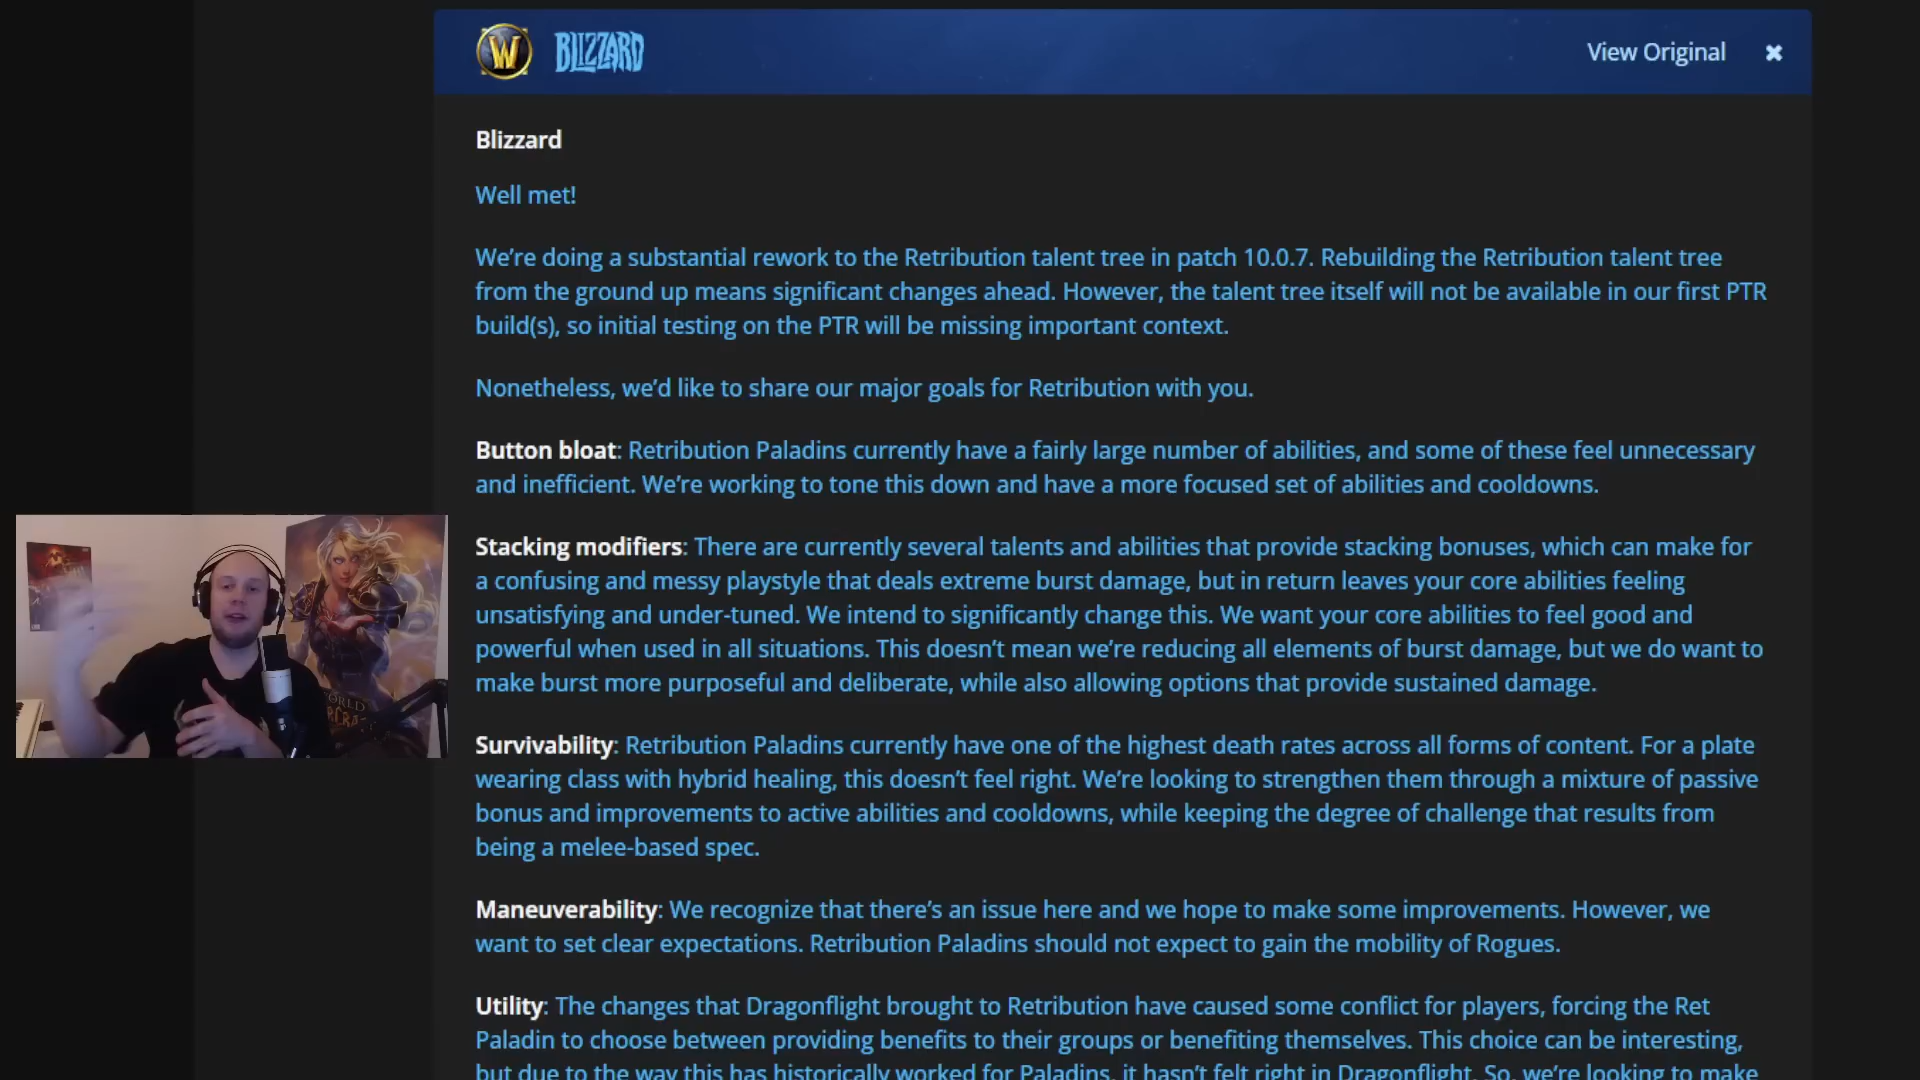 W BLIZZARD View Original ✖
Blizzard
Well met!
We’re doing a substantial rework to the Retribution talent tree in patch 10.0.7. Rebuilding the Retribution talent tree
from the ground up means significant changes ahead. However, the talent tree itself will not be available in our first PTR
build(s), so initial testing on the PTR will be missing important context.
Nonetheless, we’d like to share our major goals for Retribution with you.
Button bloat: Retribution Paladins currently have a fairly large number of abilities, and some of these feel unnecessary
and inefficient. We’re working to tone this down and have a more focused set of abilities and cooldowns.
Stacking modifiers: There are currently several talents and abilities that provide stacking bonuses, which can make for
a confusing and messy playstyle that deals extreme burst damage, but in return leaves your core abilities feeling
unsatisfying and under-tuned. We intend to significantly change this. We want your core abilities to feel good and
powerful when used in all situations. This doesn’t mean we’re reducing all elements of burst damage, but we do want to
make burst more purposeful and deliberate, while also allowing options that provide sustained damage.
Survivability: Retribution Paladins currently have one of the highest death rates across all forms of content. For a plate
wearing class with hybrid healing, this doesn’t feel right. We’re looking to strengthen them through a mixture of passive
bonus and improvements to active abilities and cooldowns, while keeping the degree of challenge that results from
being a melee-based spec.
Maneuverability: We recognize that there’s an issue here and we hope to make some improvements. However, we
want to set clear expectations. Retribution Paladins should not expect to gain the mobility of Rogues.
Utility: The changes that Dragonflight brought to Retribution have caused some conflict for players, forcing the Ret
Paladin to choose between providing benefits to their groups or benefiting themselves. This choice can be interesting,
but due to the way this has historically worked for Paladins, it hasn’t felt right in Dragonflight. So, we’re looking to make